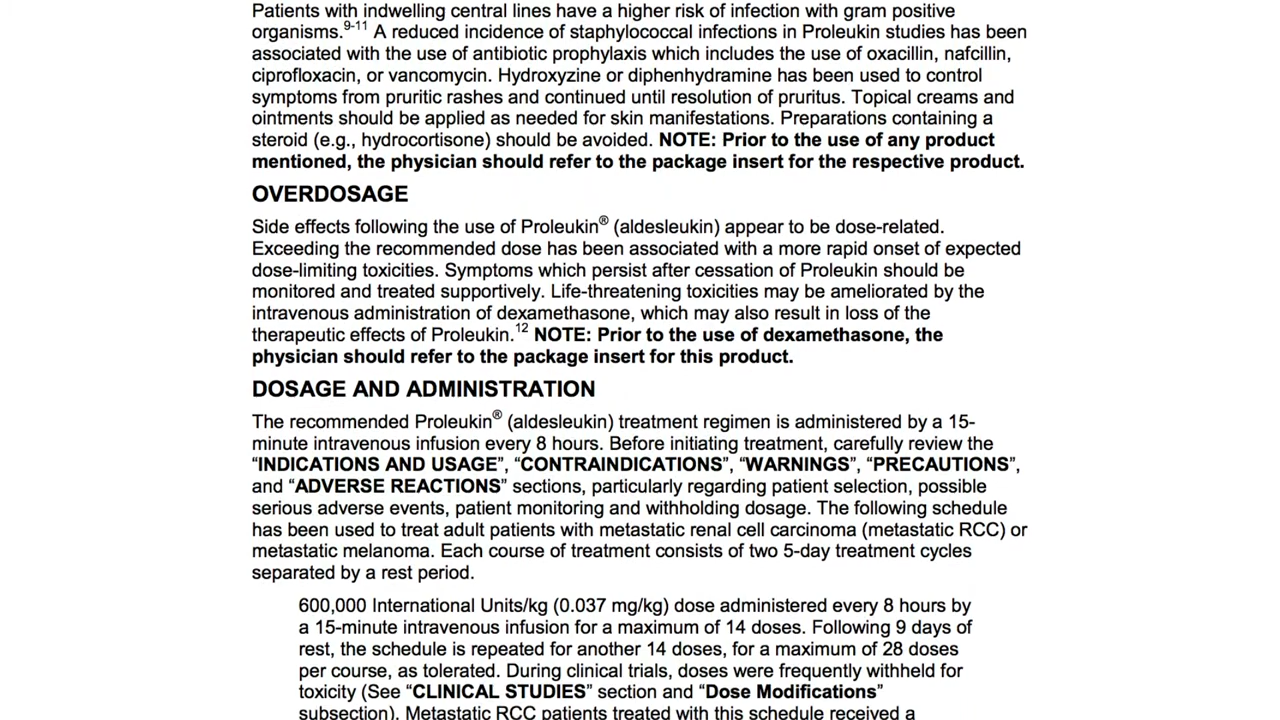 Patients with indwelling central lines have a higher risk of infection with gram positive
organisms.9-11 A reduced incidence of staphylococcal infections in Proleukin studies has been
associated with the use of antibiotic prophylaxis which includes the use of oxacillin, nafcillin,
ciprofloxacin, or vancomycin. Hydroxyzine or diphenhydramine has been used to control
symptoms from pruritic rashes and continued until resolution of pruritus. Topical creams and
ointments should be applied as needed for skin manifestations. Preparations containing a
steroid (e.g., hydrocortisone) should be avoided. NOTE: Prior to the use of any product
mentioned, the physician should refer to the package insert for the respective product.
OVERDOSAGE
Side effects following the use of Proleukin® (aldesleukin) appear to be dose-related.
Exceeding the recommended dose has been associated with a more rapid onset of expected
dose-limiting toxicities. Symptoms which persist after cessation of Proleukin should be
monitored and treated supportively. Life-threatening toxicities may be ameliorated by the
intravenous administration of dexamethasone, which may also result in loss of the
therapeutic effects of Proleukin.12 NOTE: Prior to the use of dexamethasone, the
physician should refer to the package insert for this product.
DOSAGE AND ADMINISTRATION
The recommended Proleukin® (aldesleukin) treatment regimen is administered by a 15-
minute intravenous infusion every 8 hours. Before initiating treatment, carefully review the
“INDICATIONS AND USAGE”, “CONTRAINDICATIONS”, “WARNINGS”, “PRECAUTIONS”,
and “ADVERSE REACTIONS” sections, particularly regarding patient selection, possible
serious adverse events, patient monitoring and withholding dosage. The following schedule
has been used to treat adult patients with metastatic renal cell carcinoma (metastatic RCC) or
metastatic melanoma. Each course of treatment consists of two 5-day treatment cycles
separated by a rest period.
600,000 International Units/kg (0.037 mg/kg) dose administered every 8 hours by
a 15-minute intravenous infusion for a maximum of 14 doses. Following 9 days of
rest, the schedule is repeated for another 14 doses, for a maximum of 28 doses
per course, as tolerated. During clinical trials, doses were frequently withheld for
toxicity (See “CLINICAL STUDIES” section and “Dose Modifications”
subsection). Metastatic RCC patients treated with this schedule received a